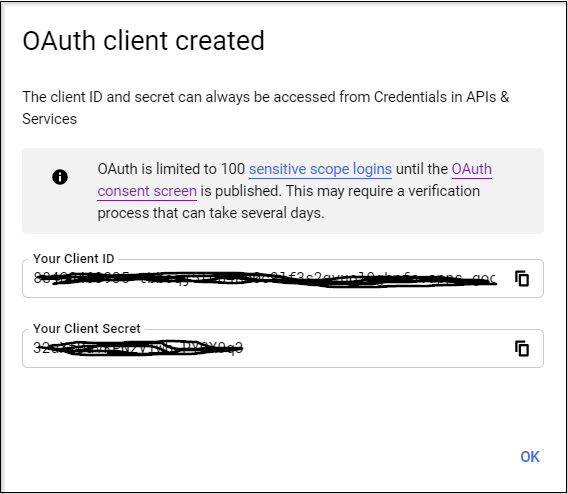 OAuth client created
The client ID and secret can always be accessed from Credentials in APIs &
Services
OAuth is limited to 100 sensitive scope logins until the OAuth
consent screen is published. This may require a verification
process that can take several days.
Your Client ID
Your Client Secret
OK